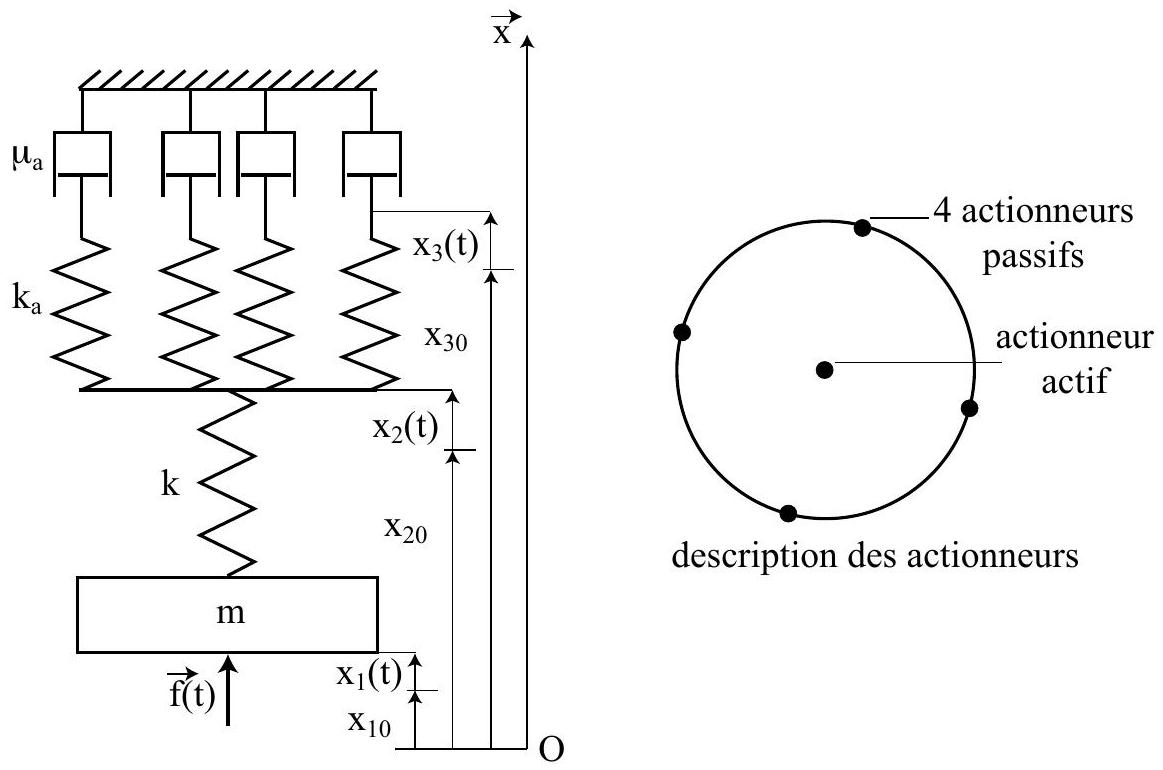 x
μa
x3(t)
ka
x30
x2(t)
k
x20
m
f(t)
x1(t)
x10
O
4 actionneurs
passifs
actionneur
actif
description des actionneurs